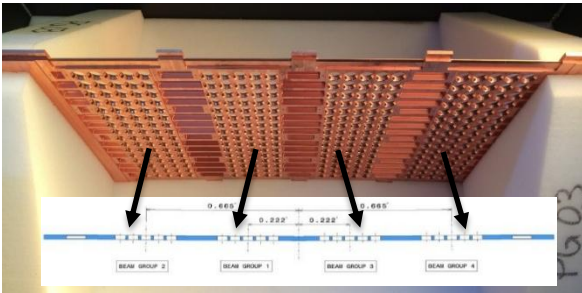 0.665°
0.665°
0.222°
0.222°
BEAM GROUP 2
BEAM GROUP 1
BEAM GROUP 3
BEAM GROUP 4
PG 03